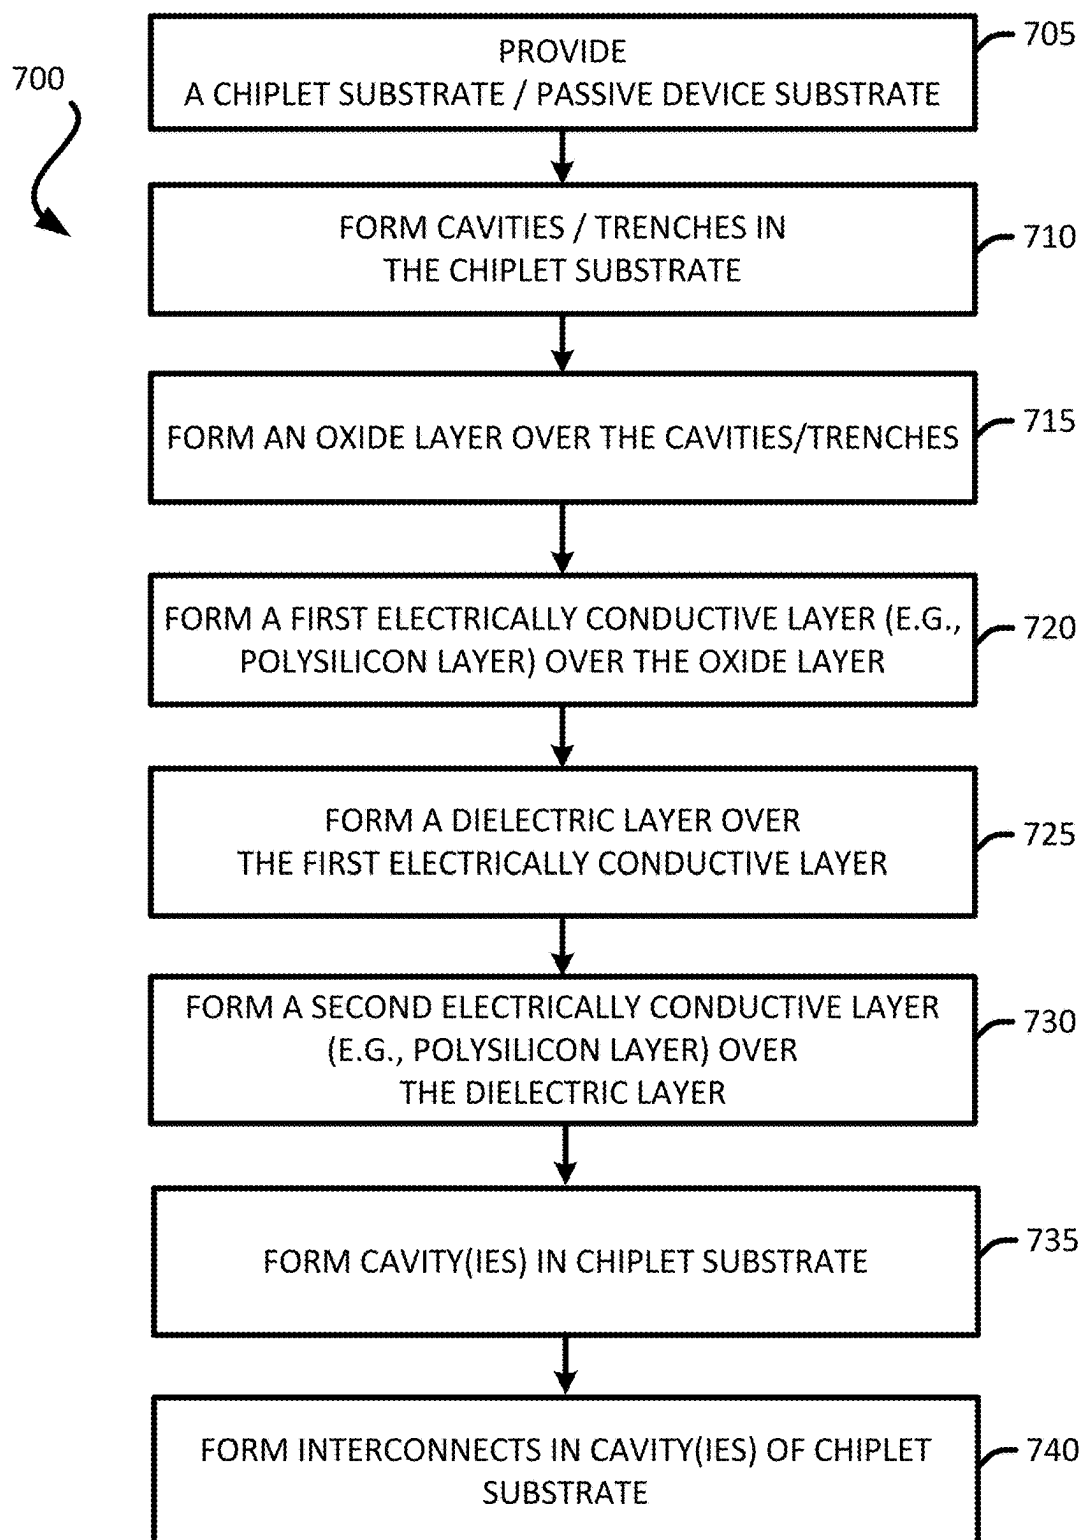 700
PROVIDE
A CHIPLET SUBSTRATE / PASSIVE DEVICE SUBSTRATE
705
FORM CAVITIES / TRENCHES IN
THE CHIPLET SUBSTRATE
710
FORM AN OXIDE LAYER OVER THE CAVITIES/TRENCHES
715
FORM A FIRST ELECTRICALLY CONDUCTIVE LAYER (E.G.,
POLYSILICON LAYER) OVER THE OXIDE LAYER
720
FORM A DIELECTRIC LAYER OVER
THE FIRST ELECTRICALLY CONDUCTIVE LAYER
725
FORM A SECOND ELECTRICALLY CONDUCTIVE LAYER
(E.G., POLYSILICON LAYER) OVER
THE DIELECTRIC LAYER
730
FORM CAVITY(IES) IN CHIPLET SUBSTRATE
735
FORM INTERCONNECTS IN CAVITY(IES) OF CHIPLET
SUBSTRATE
740